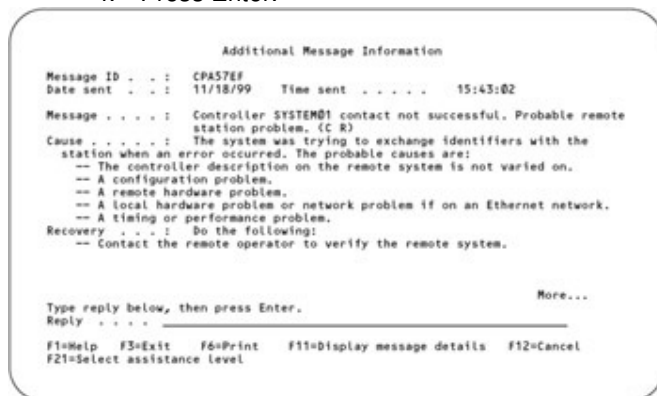 Additional Message Information
Message ID . . : CPA57EF
Date sent . . : 11/18/99 Time sent . . . . . 15:43:02
Message . . . . : Controller SYSTEM01 contact not successful. Probable remote
station problem. (C R)
Cause . . . . . : The system was trying to exchange identifiers with the
station when an error occurred. The probable causes are:
-- The controller description on the remote system is not varied on.
-- A configuration problem.
-- A remote hardware problem.
-- A local hardware problem or network problem if on an Ethernet network.
-- A timing or performance problem.
Recovery . . . : Do the following:
-- Contact the remote operator to verify the remote system.
More...
Type reply below, then press Enter.
Reply . . . .
F1=Help F3=Exit F6=Print F11=Display message details F12=Cancel
F21=Select assistance level